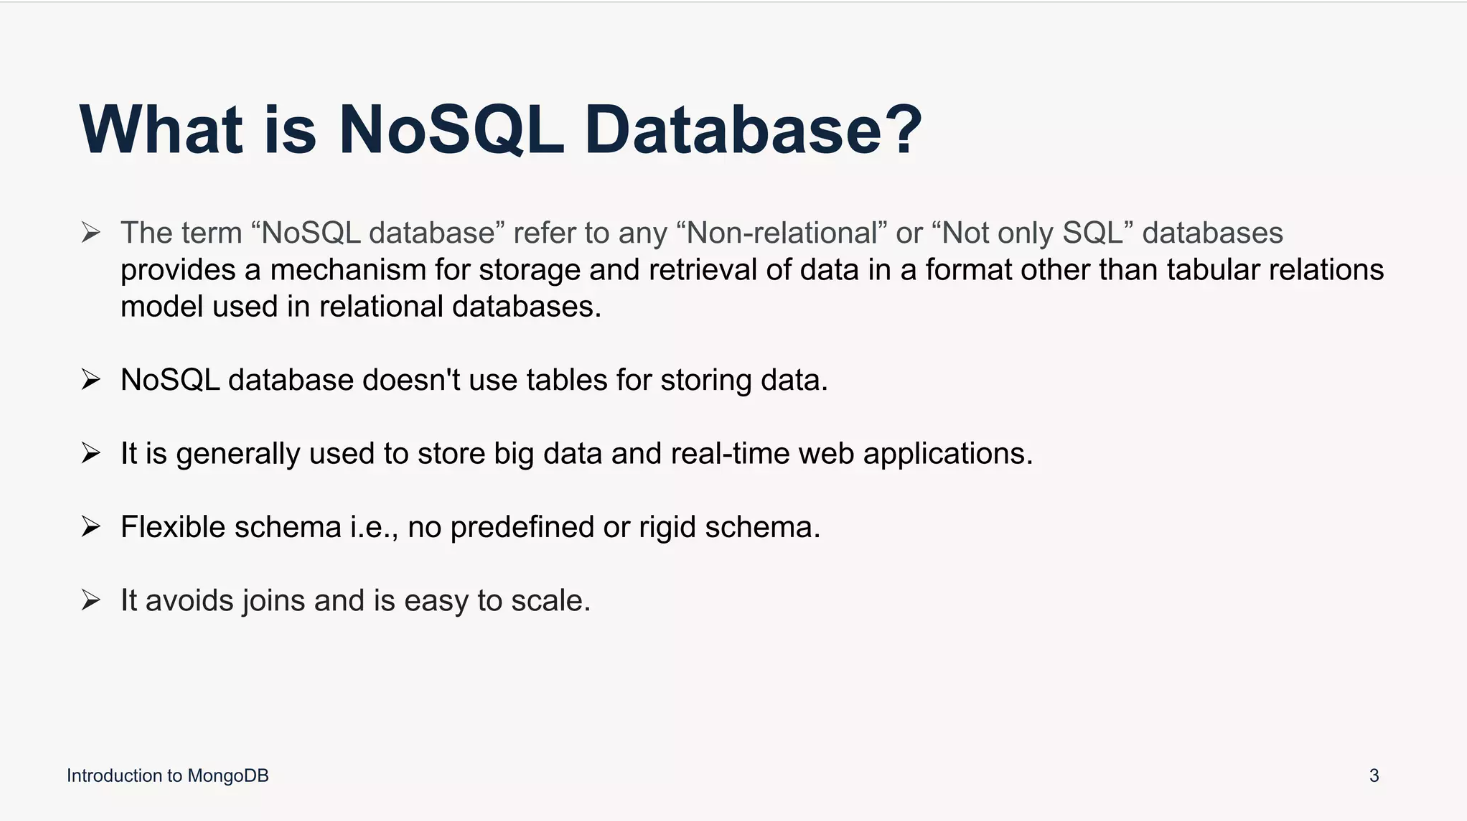 What is NoSQL Database?
➢ The term “NoSQL database” refer to any “Non-relational” or “Not only SQL” databases
provides a mechanism for storage and retrieval of data in a format other than tabular relations
model used in relational databases.
➢ NoSQL database doesn't use tables for storing data.
➢ It is generally used to store big data and real-time web applications.
➢ Flexible schema i.e., no predefined or rigid schema.
➢ It avoids joins and is easy to scale.
Introduction to MongoDB
3